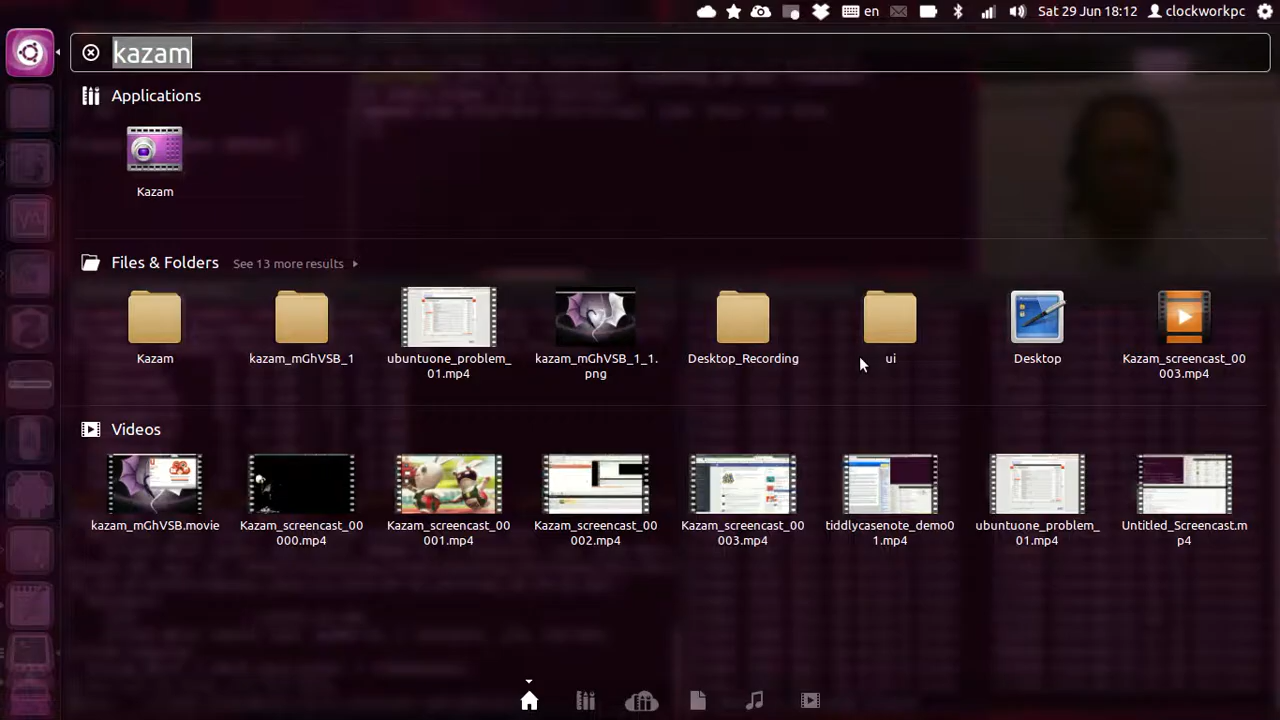 en
Sat 29 Jun 18:12
clockworkpc
kazam
Applications
Kazam
Files & Folders
See 13 more results
Kazam
kazam_mGhVSB_1
ubuntuone_problem_
01.mp4
kazam_mGhVSB_1_1.
png
Desktop_Recording
ui
Desktop
Kazam_screencast_00
003.mp4
Videos
kazam_mGhVSB.movie
Kazam_screencast_00
000.mp4
Kazam_screencast_00
001.mp4
Kazam_screencast_00
002.mp4
Kazam_screencast_00
003.mp4
tiddlycasenote_demo0
1.mp4
ubuntuone_problem_
01.mp4
Untitled_Screencast.m
p4